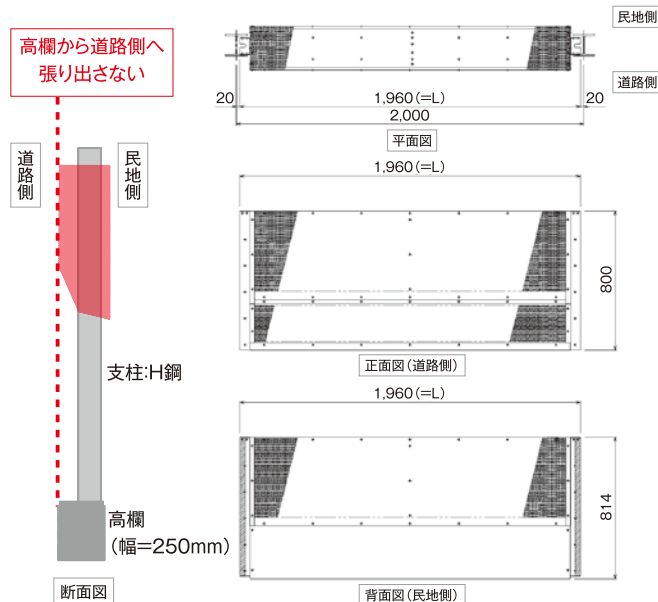 高欄から道路側へ
張り出さない
道路側
民地側
支柱:H鋼
高欄
(幅=250mm)
断面図
民地側
道路側
20
1,960(=L)
20
2,000
平面図
1,960(=L)
800
正面図(道路側)
1,960(=L)
814
背面図(民地側)